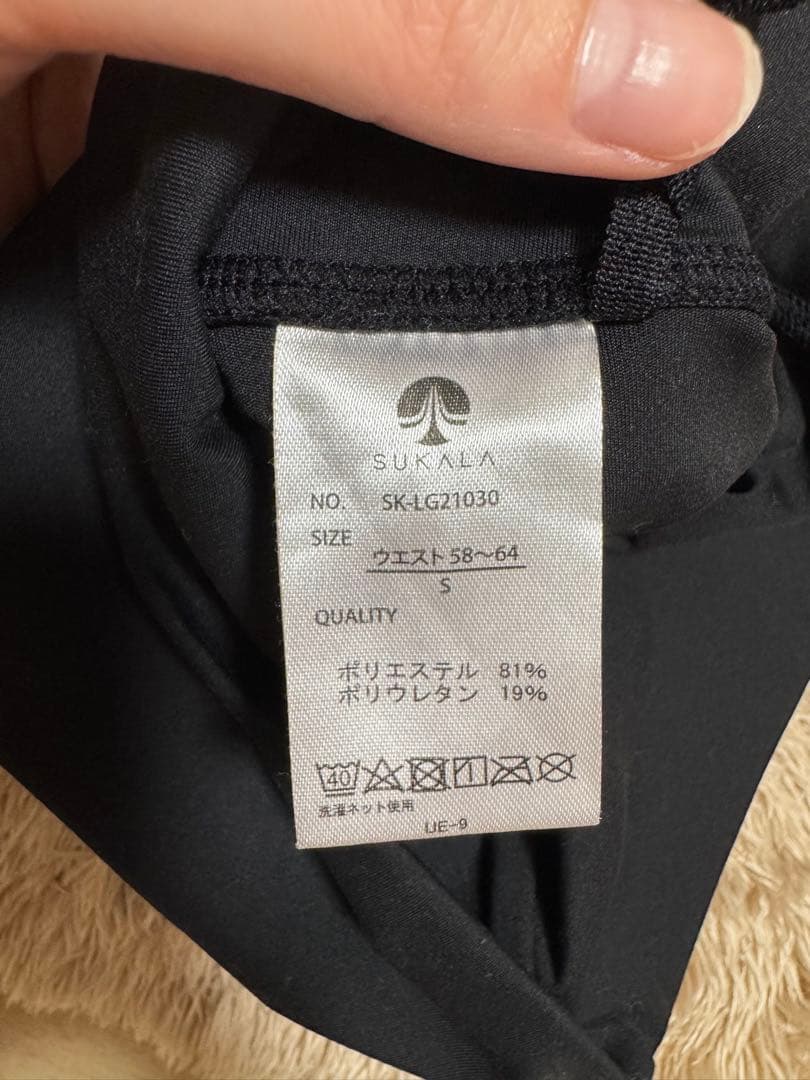 SUKALA
NO. SK-LG21030
SIZE
ウエスト58～64
S
QUALITY
ポリエステル 81%
ポリウレタン 19%
40
洗濯ネット使用
UE-9